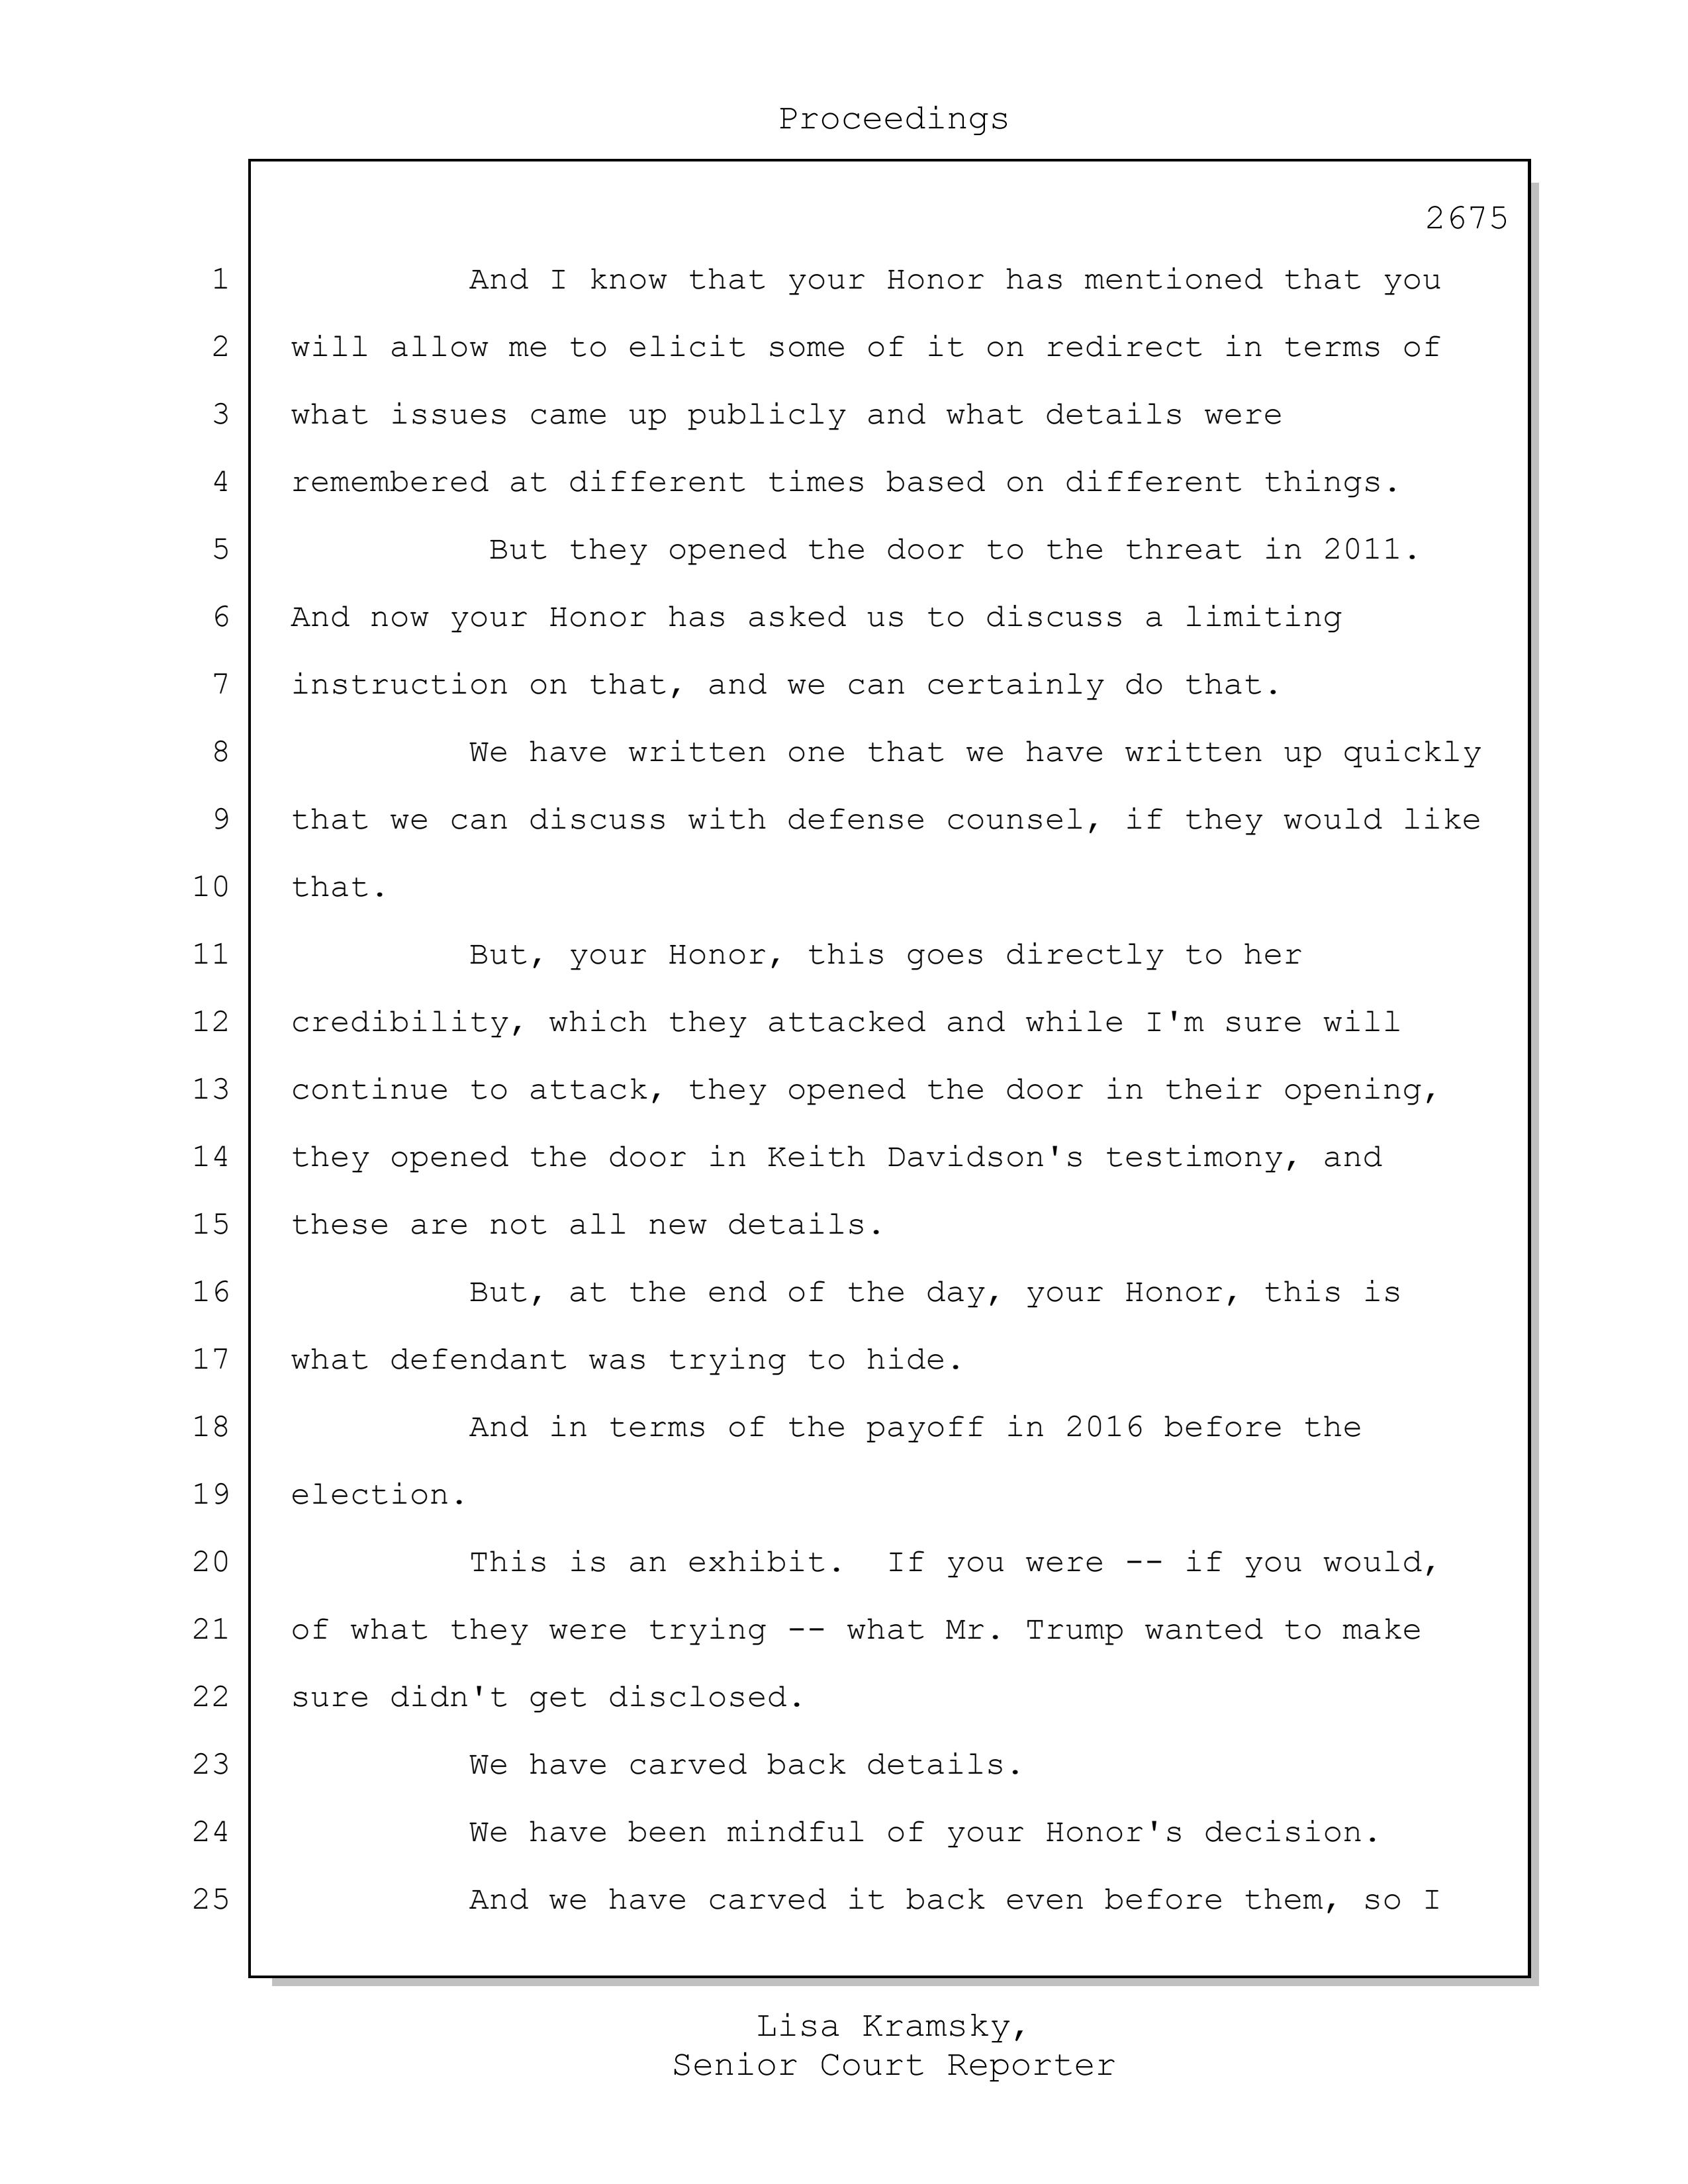 Proceedings
2675
1 And I know that your Honor has mentioned that you
2 will allow me to elicit some of it on redirect in terms of
3 what issues came up publicly and what details were
4 remembered at different times based on different things.
5 But they opened the door to the threat in 2011.
6 And now your Honor has asked us to discuss a limiting
7 instruction on that, and we can certainly do that.
8 We have written one that we have written up quickly
9 that we can discuss with defense counsel, if they would like
10 that.
11 But, your Honor, this goes directly to her
12 credibility, which they attacked and while I'm sure will
13 continue to attack, they opened the door in their opening,
14 they opened the door in Keith Davidson's testimony, and
15 these are not all new details.
16 But, at the end of the day, your Honor, this is
17 what defendant was trying to hide.
18 And in terms of the payoff in 2016 before the
19 election.
20 This is an exhibit.  If you were -- if you would,
21 of what they were trying -- what Mr. Trump wanted to make
22 sure didn't get disclosed.
23 We have carved back details.
24 We have been mindful of your Honor's decision.
25 And we have carved it back even before them, so I
Lisa Kramsky,
Senior Court Reporter